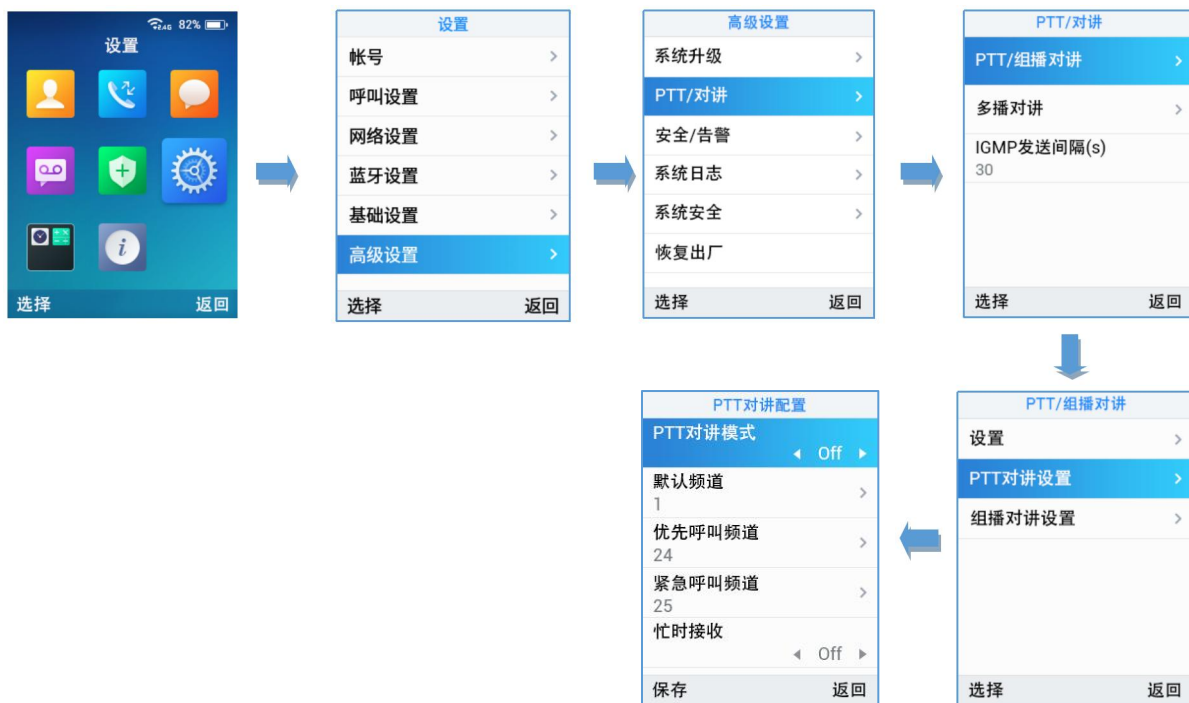 2.4G 82%
设置
选择 返回
设置
帐号
呼叫设置
网络设置
蓝牙设置
基础设置
高级设置
选择 返回
高级设置
系统升级
PTT/对讲
安全/告警
系统日志
系统安全
恢复出厂
选择 返回
PTT/对讲
PTT/组播对讲
多播对讲
IGMP发送间隔(s)
30
选择 返回
PTT/组播对讲
设置
PTT对讲设置
组播对讲设置
选择 返回
PTT对讲配置
PTT对讲模式
Off
默认频道
1
优先呼叫频道
24
紧急呼叫频道
25
忙时接收
Off
保存 返回